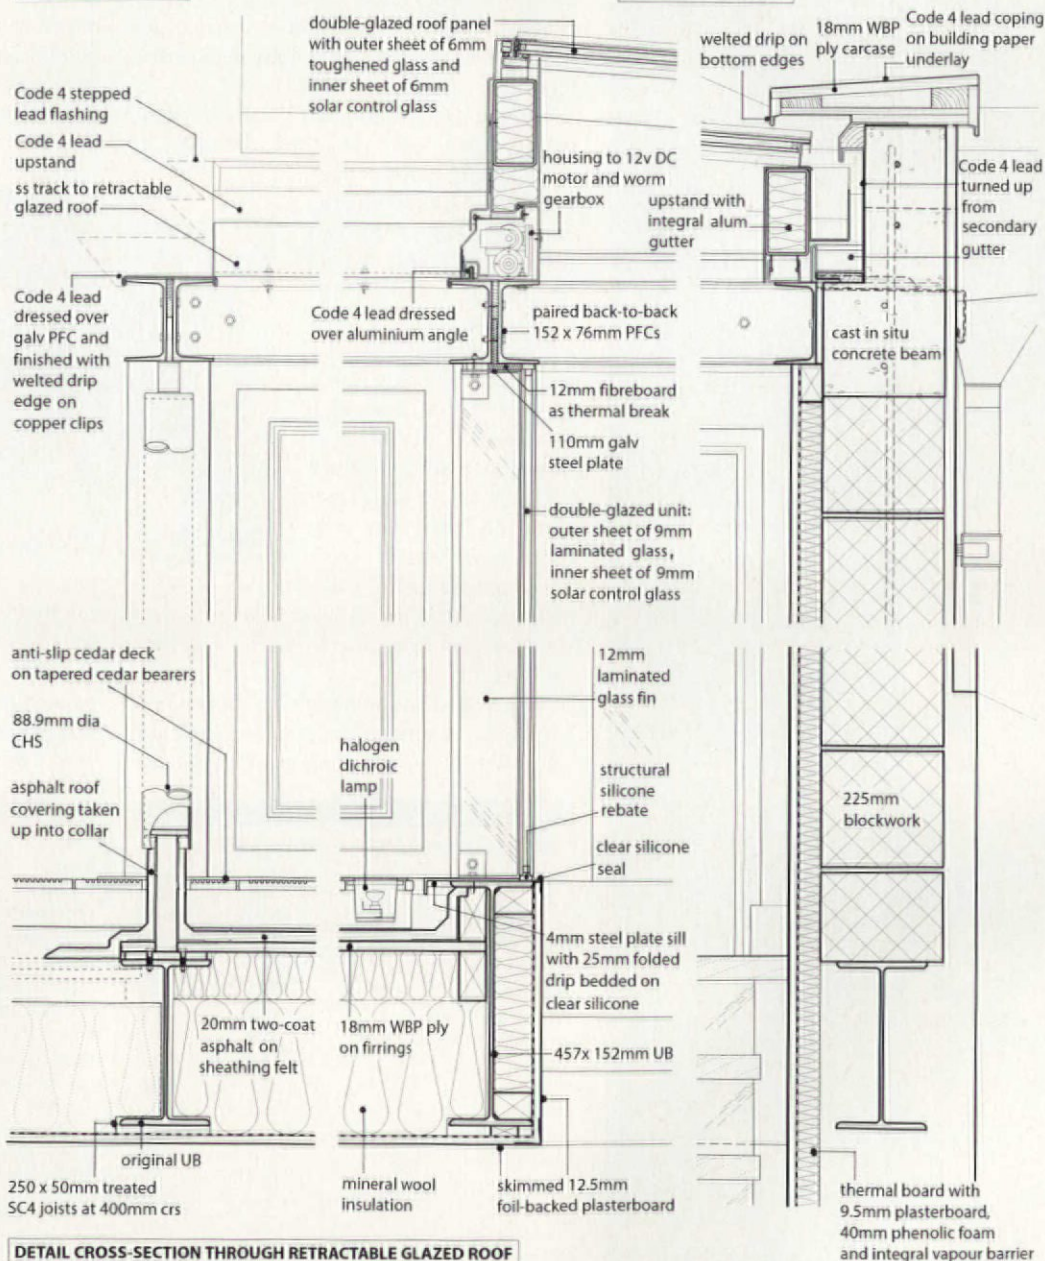 double-glazed roof panel
with outer sheet of 6mm
toughened glass and
inner sheet of 6mm
solar control glass
welted drip on
bottom edges
18mm WBP
ply carcase
Code 4 lead coping
on building paper
underlay
Code 4 stepped
lead flashing
Code 4 lead
upstand
ss track to retractable
glazed roof
housing to 12v DC
motor and worm
gearbox
upstand with
integral alum
gutter
Code 4 lead
turned up
from
secondary
gutter
Code 4 lead
dressed over
galv PFC and
finished with
welted drip
edge on
copper clips
Code 4 lead dressed
over aluminium angle
paired back-to-back
152 x 76mm PFCs
cast in situ
concrete beam
12mm fibreboard
as thermal break
110mm galv
steel plate
double-glazed unit:
outer sheet of 9mm
laminated glass,
inner sheet of 9mm
solar control glass
anti-slip cedar deck
on tapered cedar bearers
88.9mm dia
CHS
asphalt roof
covering taken
up into collar
halogen
dichroic
lamp
12mm
laminated
glass fin
structural
silicone
rebate
clear silicone
seal
225mm
blockwork
4mm steel plate sill
with 25mm folded
drip bedded on
clear silicone
20mm two-coat
asphalt on
sheathing felt
18mm WBP ply
on firrings
457x 152mm UB
original UB
250 x 50mm treated
SC4 joists at 400mm crs
mineral wool
insulation
skimmed 12.5mm
foil-backed plasterboard
thermal board with
9.5mm plasterboard,
40mm phenolic foam
and integral vapour barrier
DETAIL CROSS-SECTION THROUGH RETRACTABLE GLAZED ROOF